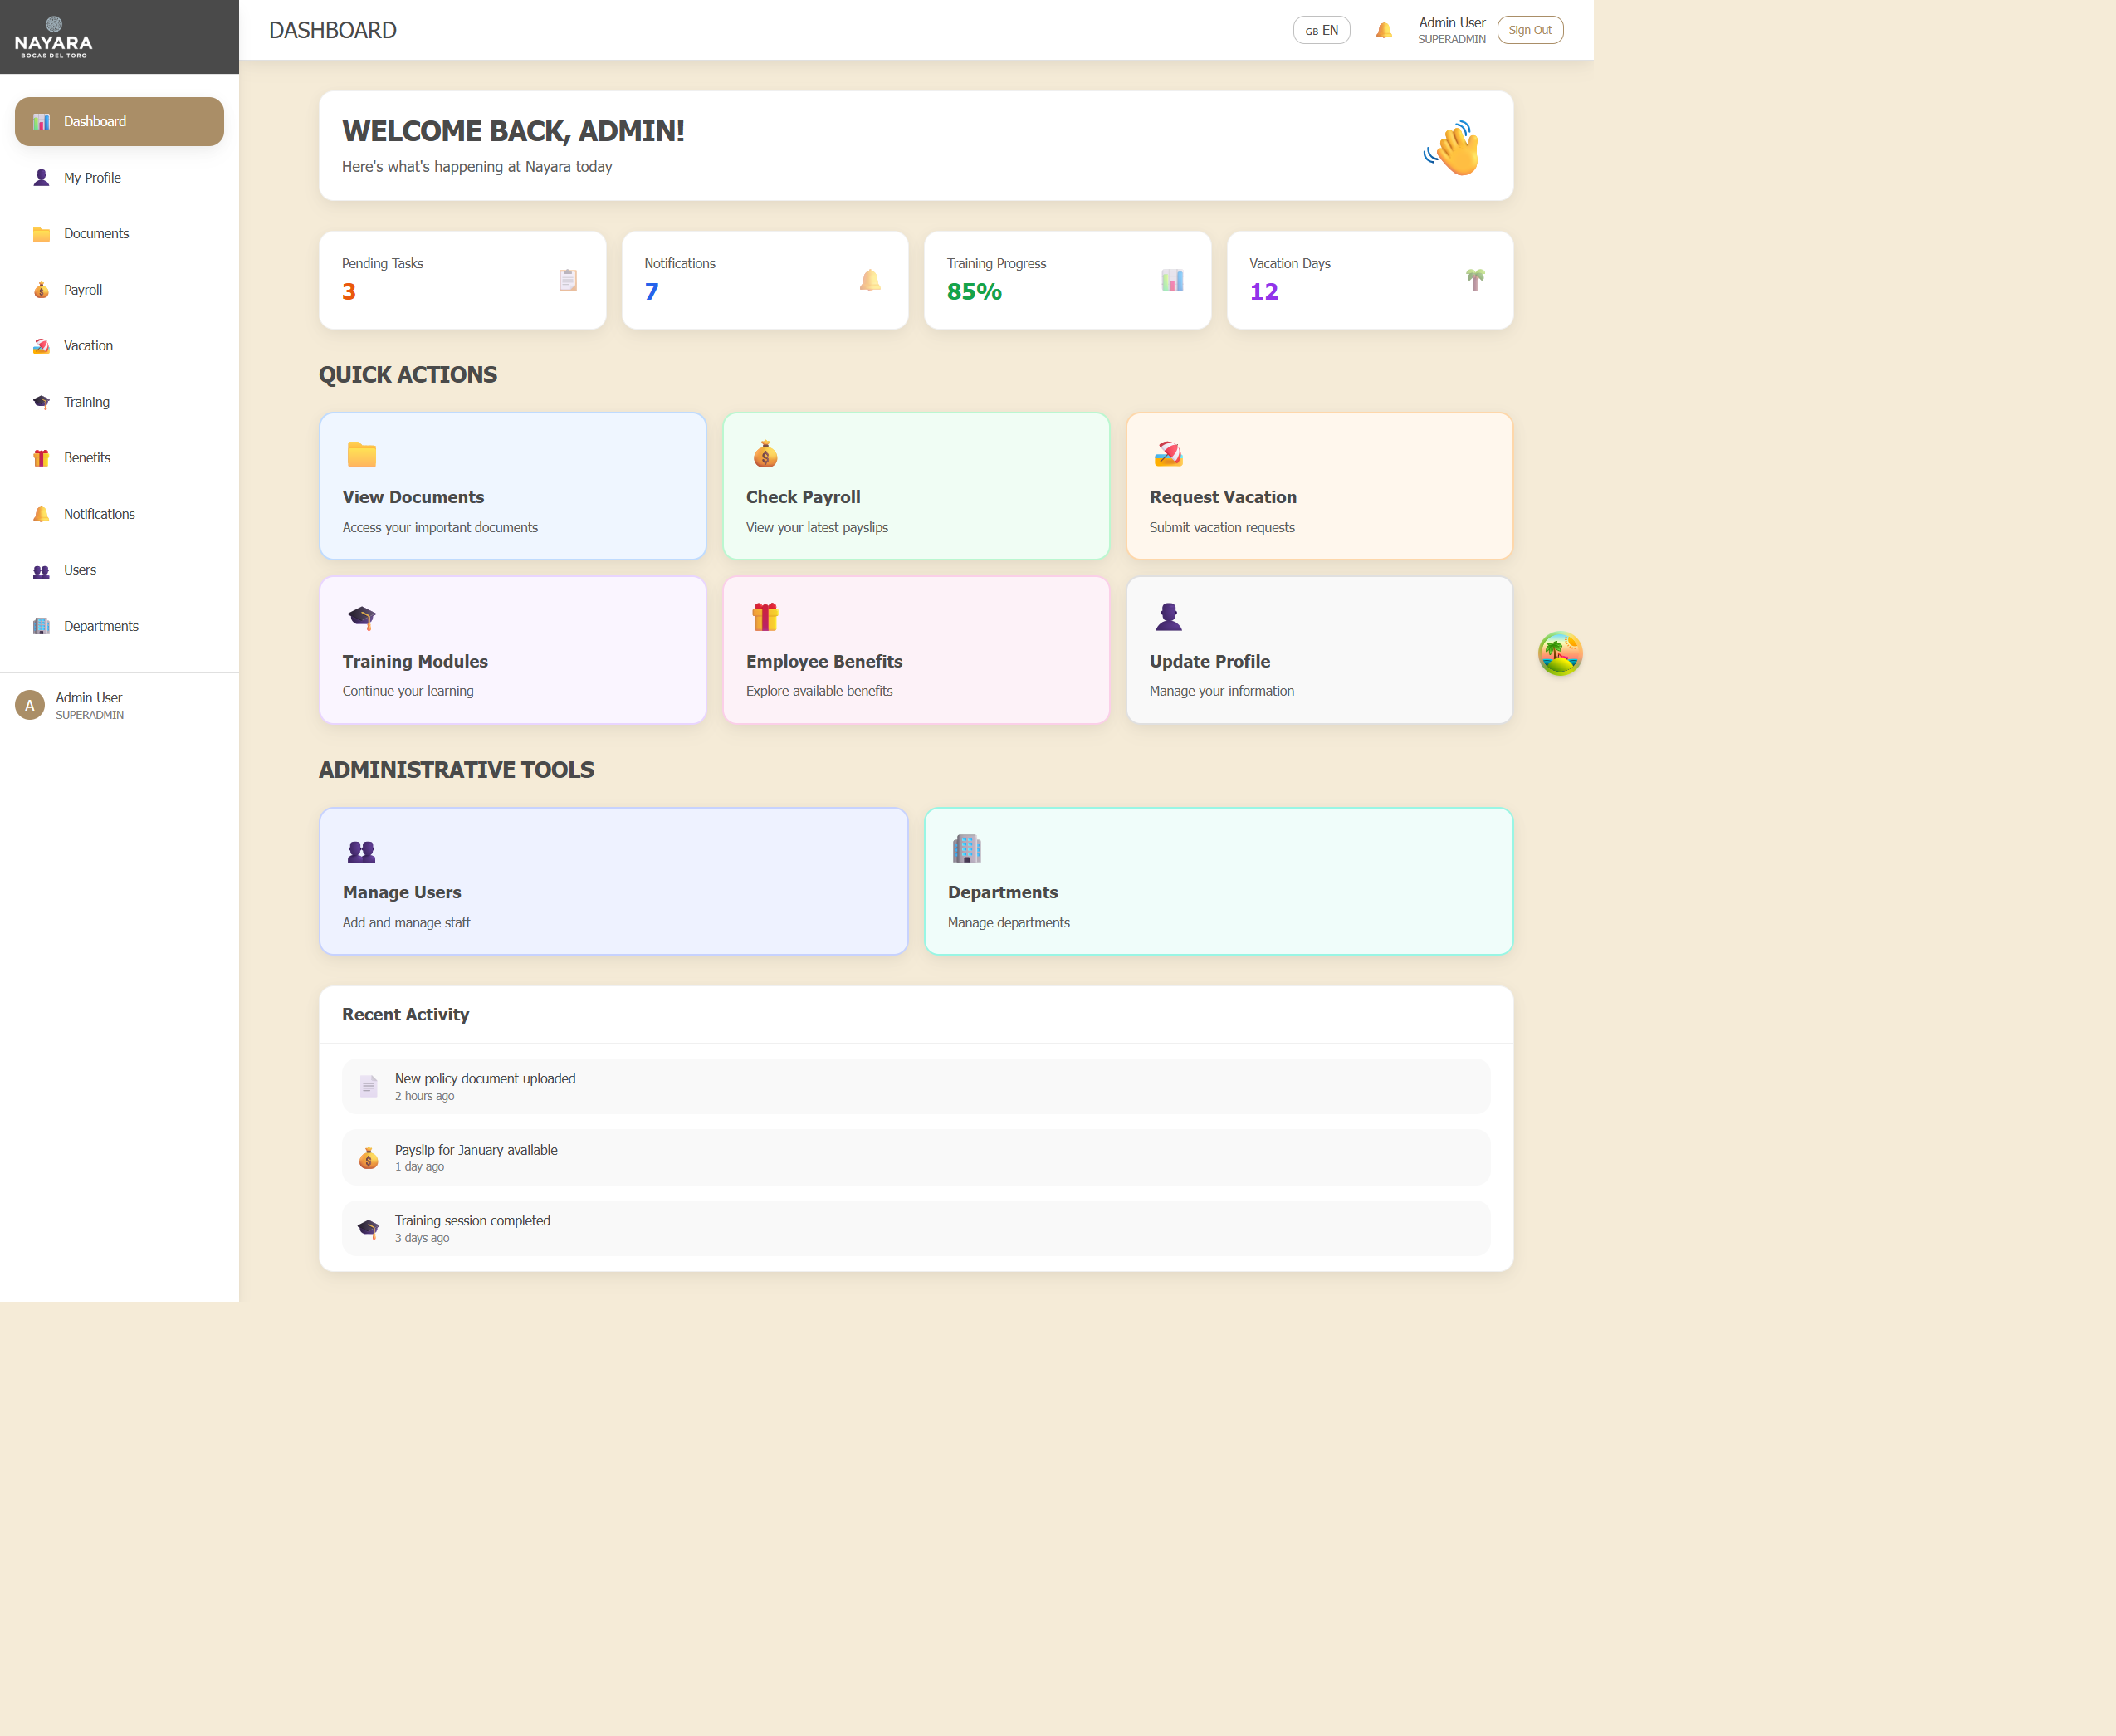 NAYARA
BOCAS DEL TORO
DASHBOARD
GB EN
Admin User
SUPERADMIN
Sign Out
Dashboard
My Profile
Documents
Payroll
Vacation
Training
Benefits
Notifications
Users
Departments
A
Admin User
SUPERADMIN
WELCOME BACK, ADMIN!
Here's what's happening at Nayara today
Pending Tasks
3
Notifications
7
Training Progress
85%
Vacation Days
12
QUICK ACTIONS
View Documents
Access your important documents
Check Payroll
View your latest payslips
Request Vacation
Submit vacation requests
Training Modules
Continue your learning
Employee Benefits
Explore available benefits
Update Profile
Manage your information
ADMINISTRATIVE TOOLS
Manage Users
Add and manage staff
Departments
Manage departments
Recent Activity
New policy document uploaded
2 hours ago
Payslip for January available
1 day ago
Training session completed
3 days ago